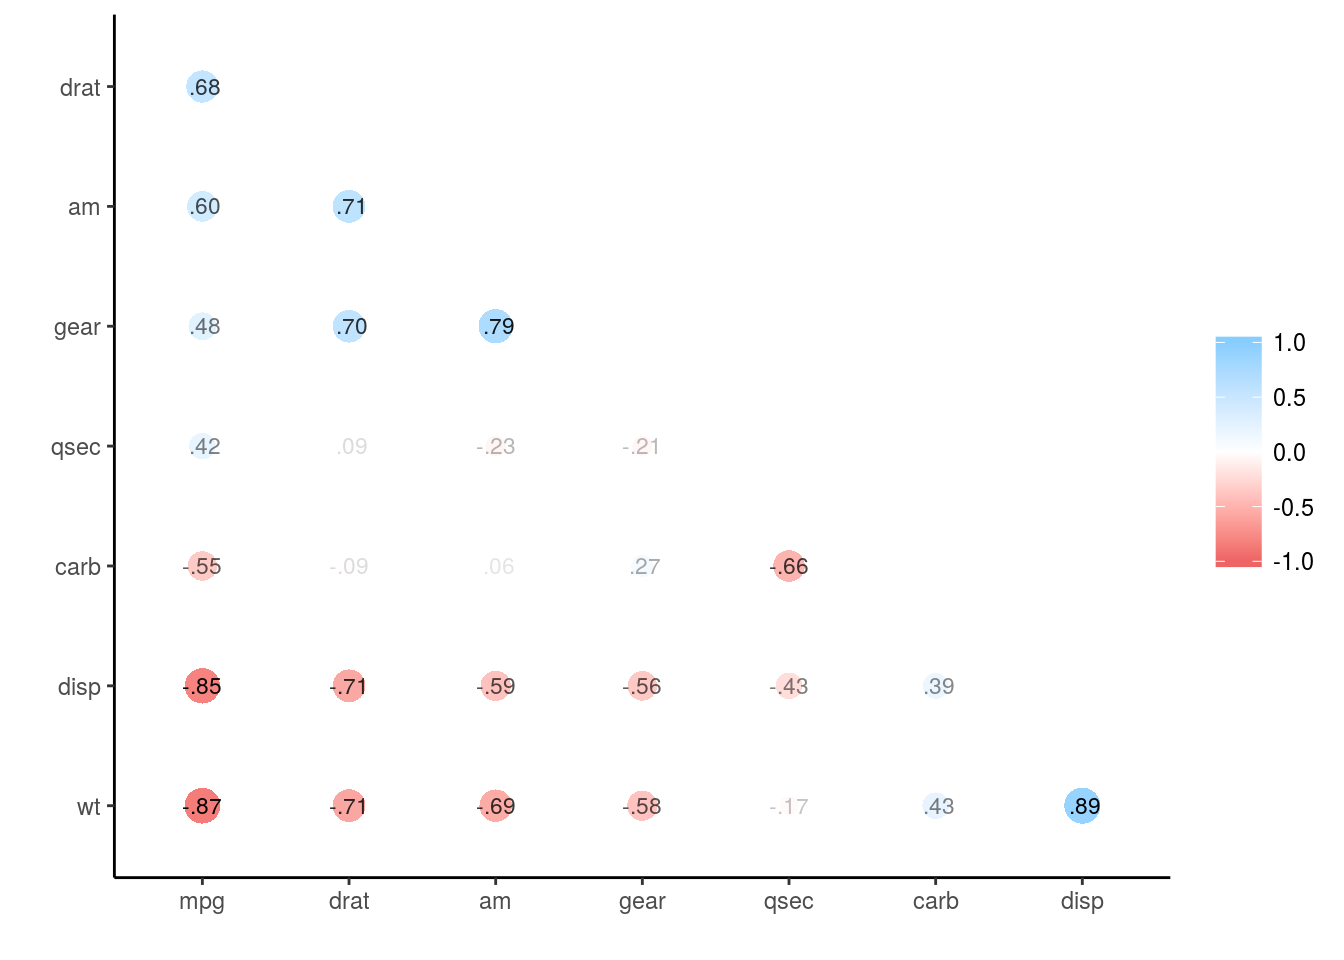 drat .68
am .60 .71
gear .48 .70 .79
qsec .42 .09 -.23 -.21
carb -.55 -.09 .06 .27 -.66
disp -.85 -.71 -.59 -.56 -.43 .39
wt -.87 -.71 -.69 -.58 -.17 .43 .89
mpg drat am gear qsec carb disp
1.0
0.5
0.0
-0.5
-1.0